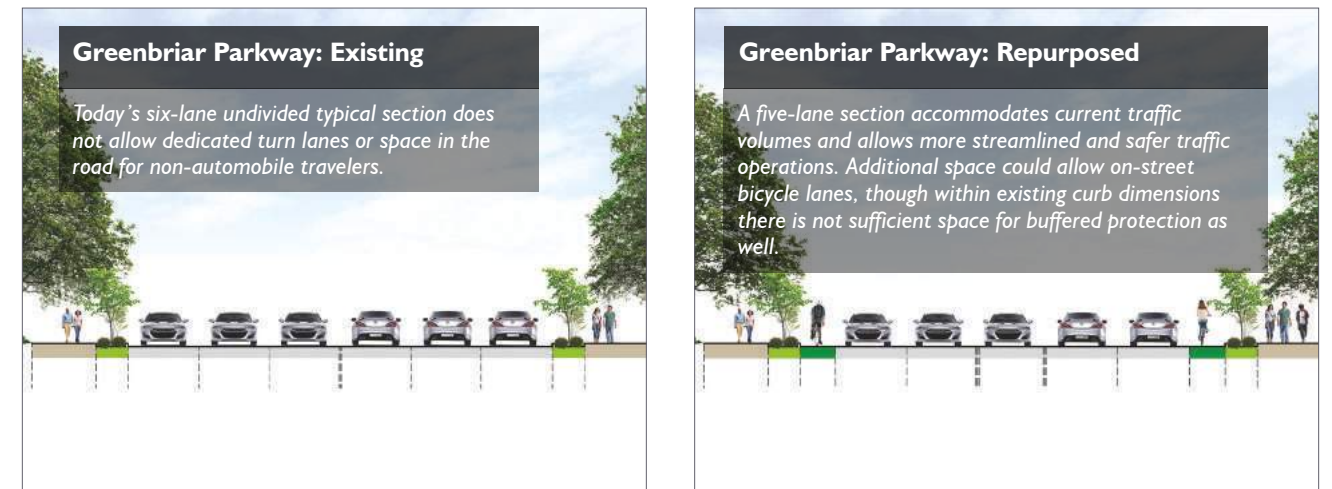 Greenbriar Parkway: Existing
Today's six-lane undivided typical section does
not allow dedicated turn lanes or space in the
road for non-automobile travelers.
Greenbriar Parkway: Repurposed
A five-lane section accommodates current traffic
volumes and allows more streamlined and safer traffic
operations. Additional space could allow on-street
bicycle lanes, though within existing curb dimensions
there is not sufficient space for buffered protection as
well.